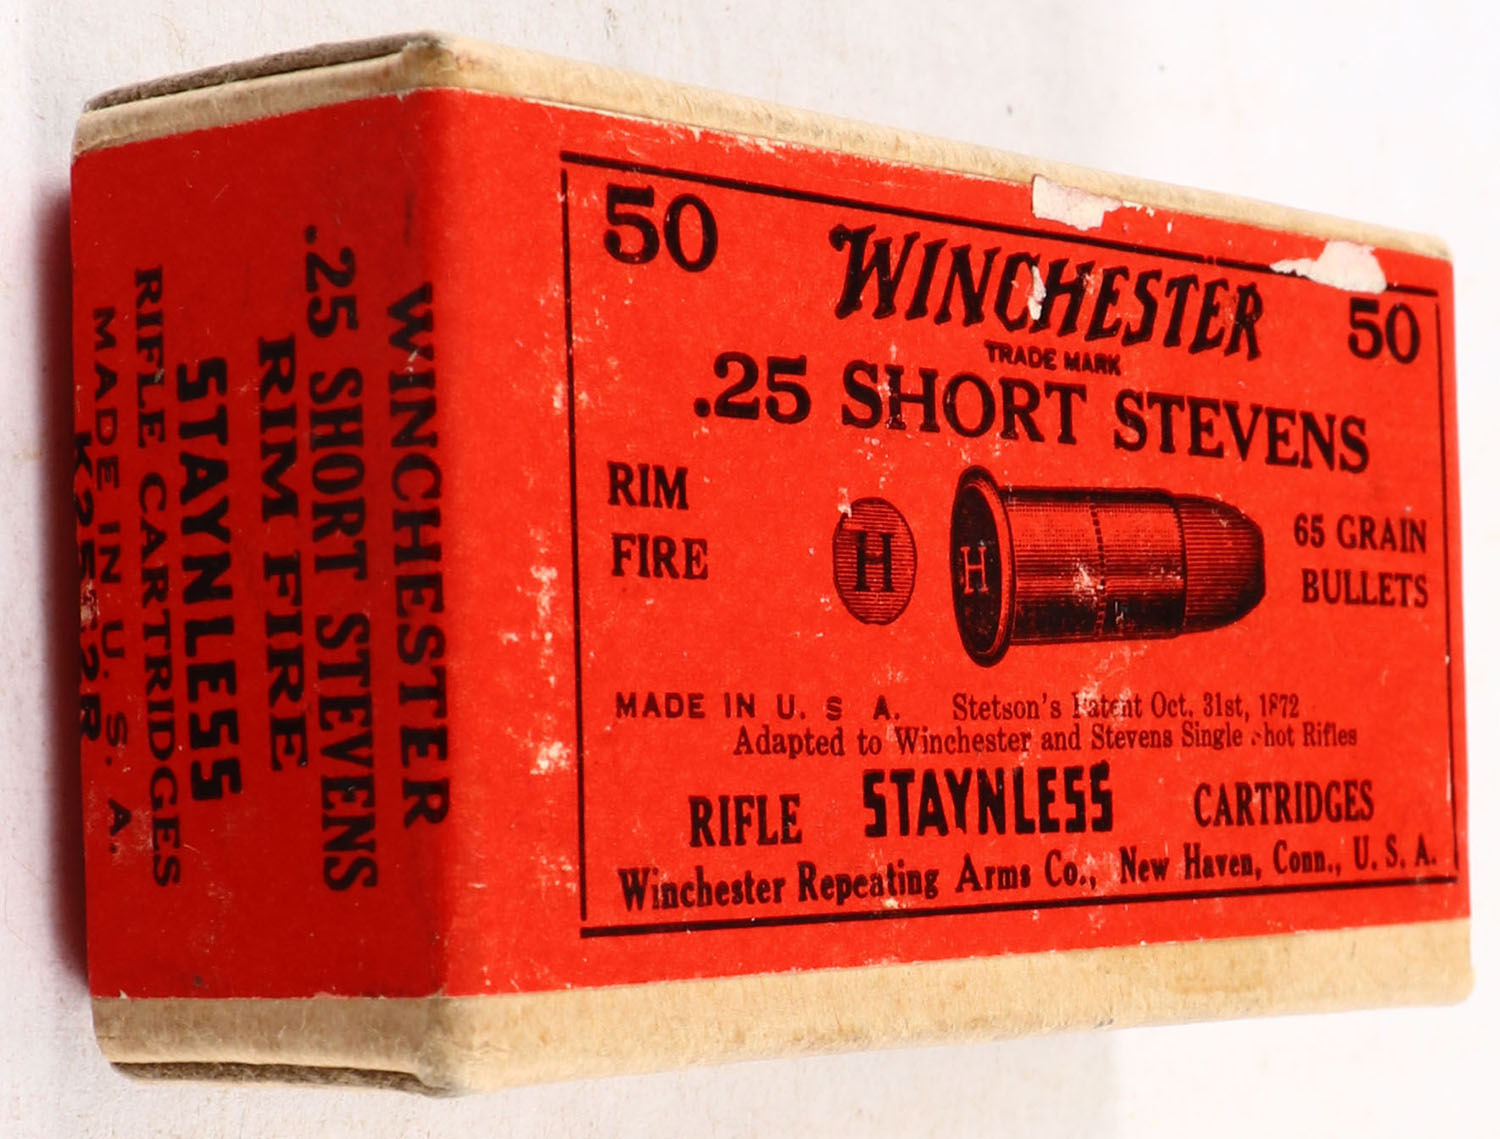 50 WINCHESTER 50
TRADE MARK
.25 SHORT STEVENS
RIM FIRE
H
H
65 GRAIN BULLETS
MADE IN U. S A. Stetson's Patent Oct. 31st, 1872
Adapted to Winchester and Stevens Single Shot Rifles
RIFLE STAYNLESS CARTRIDGES
Winchester Repeating Arms Co., New Haven, Conn., U. S. A.
WINCHESTER
.25 SHORT STEVENS
RIM FIRE
STAYNLESS
RIFLE CARTRIDGES
MADE IN U. S. A.